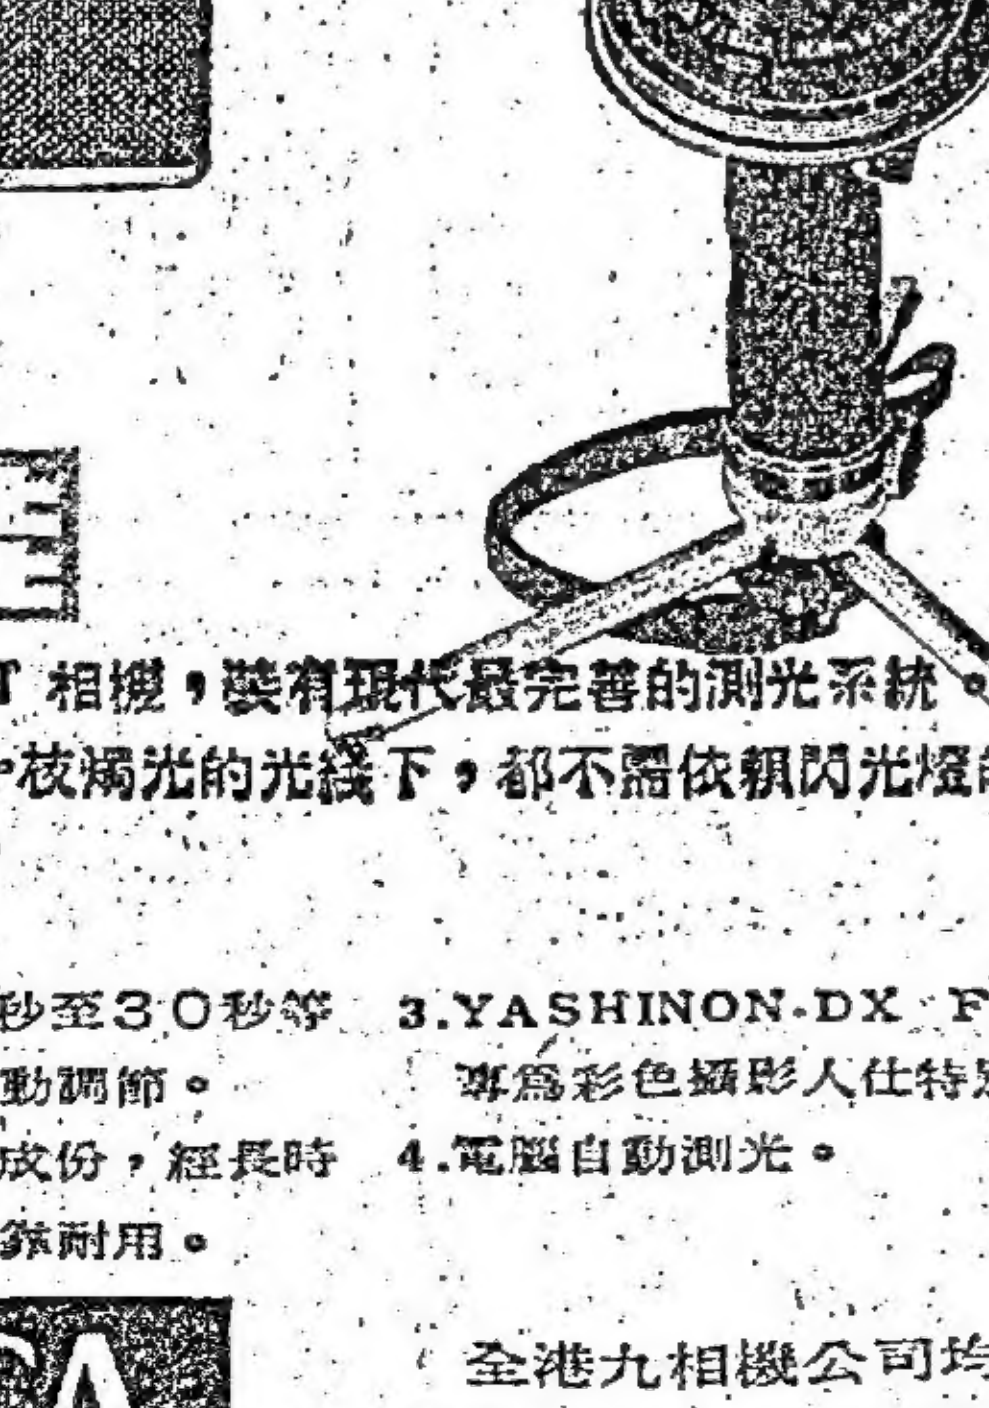 T 相機，裝有現代最完善的測光系統。
枝燭光的光綫下，都不需依賴閃光燈的
秒至30秒等
動調節。
成份，經長時
耐用。
3.YASHINON-DX F
專爲彩色攝影人仕特別
4.電腦自動測光。
CA
全港九相機公司均